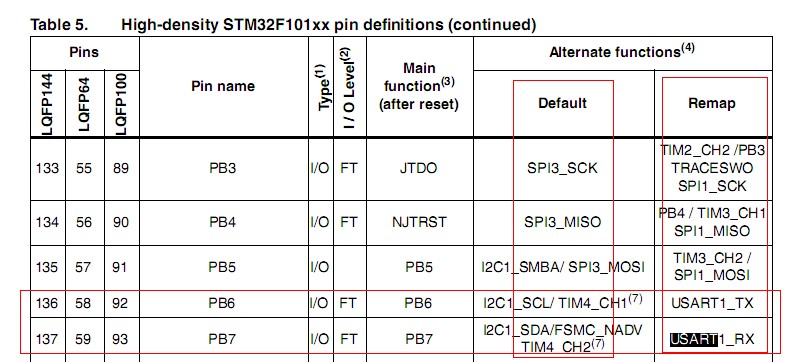 Table 5. High-density STM32F101xx pin definitions (continued)
Pins
Alternate functions(4)
LQFP144 LQFP64 LQFP100 Pin name Type(1) I / O Level(2) Main function(3) (after reset) Default Remap
133 55 89 PB3 I/O FT JTDO SPI3_SCK TIM2_CH2 /PB3 TRACESWO SPI1_SCK
134 56 90 PB4 I/O FT NJTRST SPI3_MISO PB4 / TIM3_CH1 SPI1_MISO
135 57 91 PB5 I/O PB5 I2C1_SMBA/ SPI3_MOSI TIM3_CH2 / SPI1_MOSI
136 58 92 PB6 I/O FT PB6 I2C1_SCL/ TIM4_CH1(7) USART1_TX
137 59 93 PB7 I/O FT PB7 I2C1_SDA/FSMC_NADV TIM4_CH2(7) USART1_RX